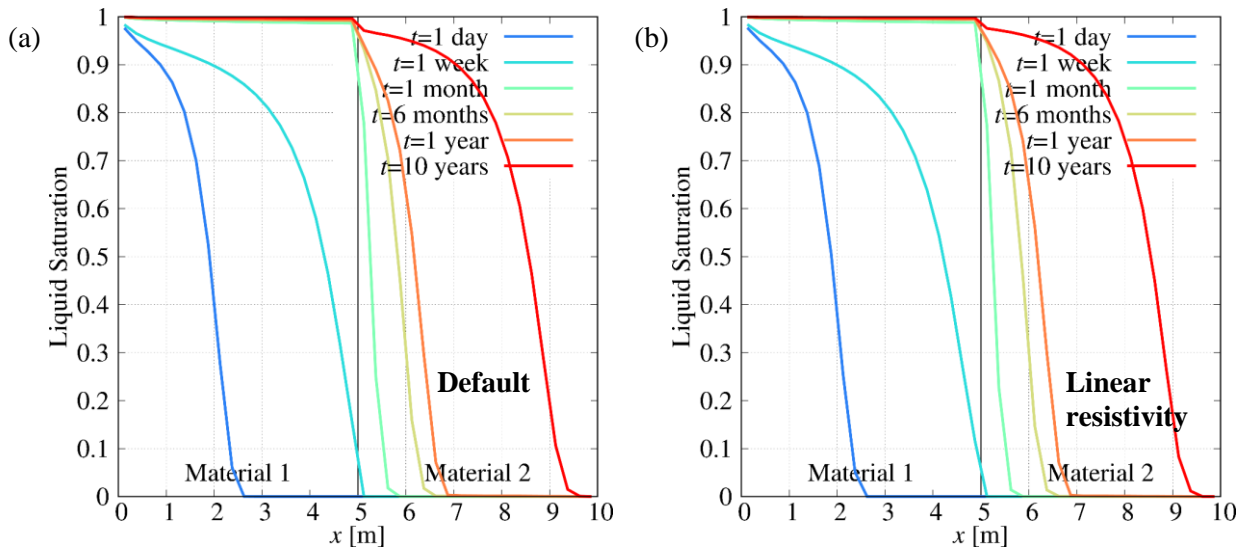 (a)
1
0.9
0.8
0.7
0.6
0.5
0.4
0.3
0.2
0.1
0
Liquid Saturation
t=1 day
t=1 week
t=1 month
t=6 months
t=1 year
t=10 years
Default
Material 1
Material 2
0 1 2 3 4 5 6 7 8 9 10
x [m]
(b)
1
0.9
0.8
0.7
0.6
0.5
0.4
0.3
0.2
0.1
0
Liquid Saturation
t=1 day
t=1 week
t=1 month
t=6 months
t=1 year
t=10 years
Linear
resistivity
Material 1
Material 2
0 1 2 3 4 5 6 7 8 9 10
x [m]